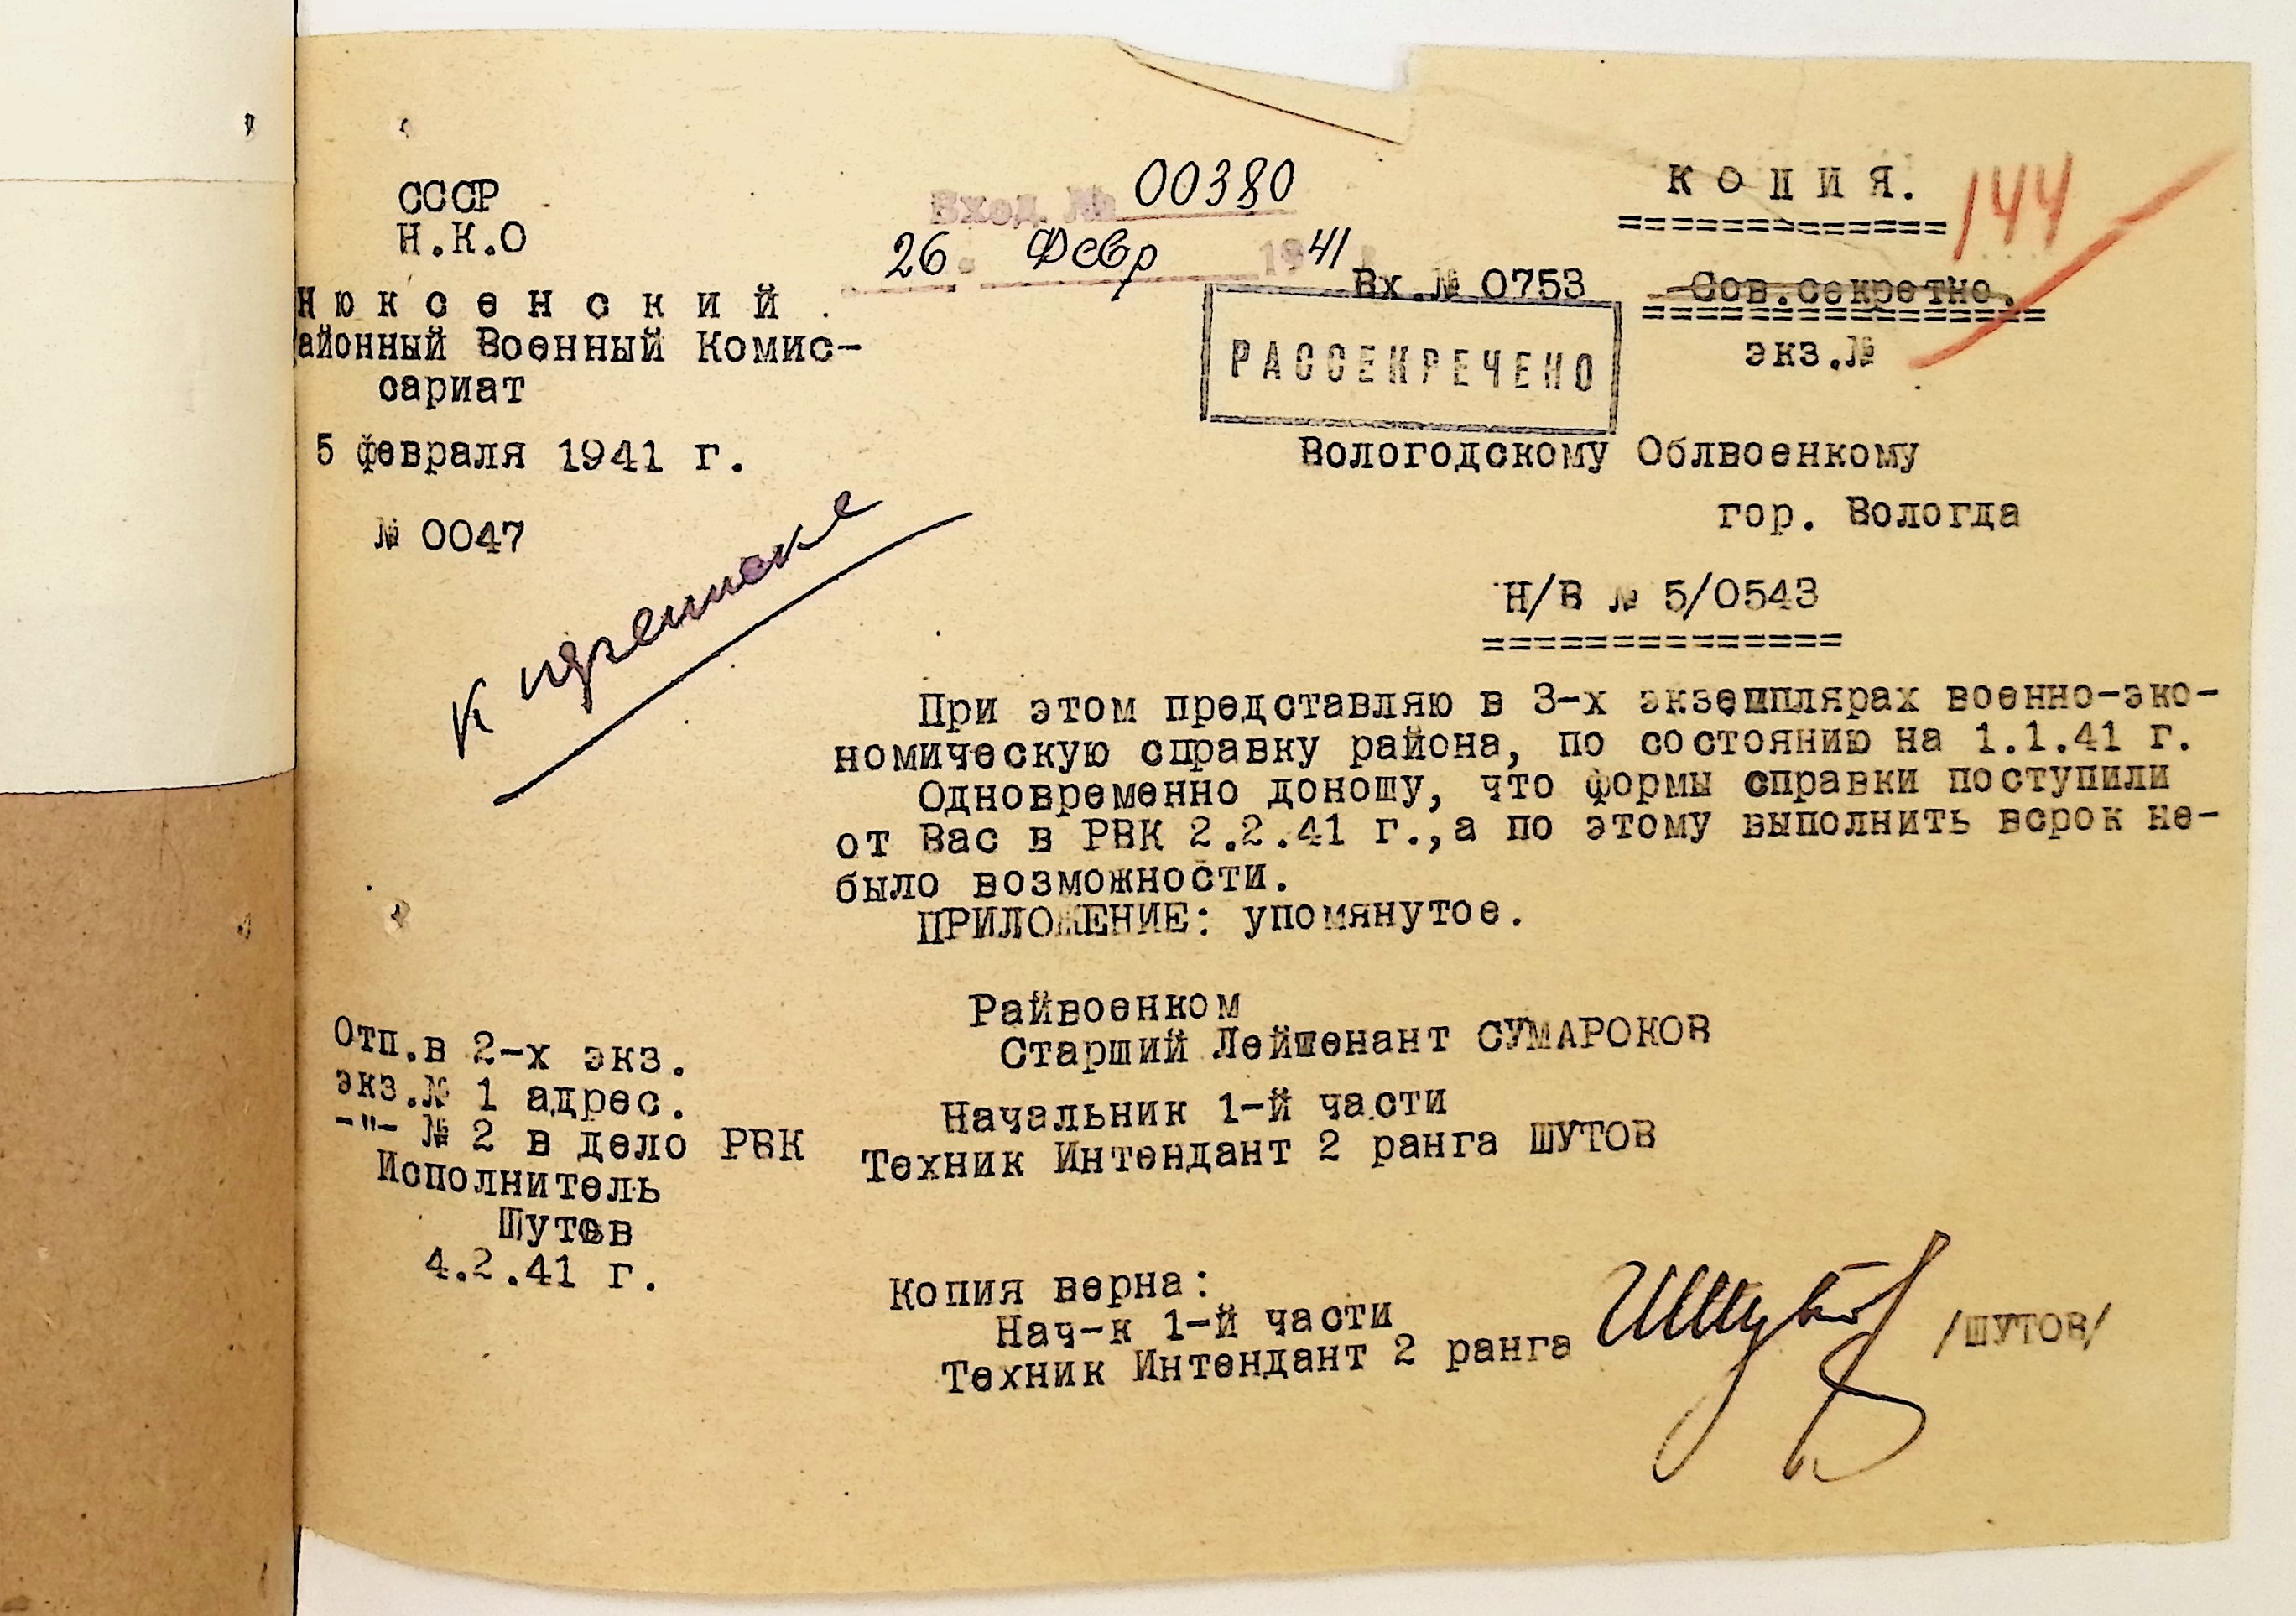 СССР
Н.К.О
Нюксенский
айонный Военный Комис-
сариат
5 февраля 1941 г.
№ 0047
К переписке
Вход. № 00380
26 Февр 1941
Вх.№ 0753
РАССЕКРЕЧЕНО
КОПИЯ.
144
Сов.секретно.
экз.№
Вологодскому Облвоенкому
гор. Вологда
Н/В № 5/0543
При этом представляю в 3-х экземплярах военно-эко-
номическую справку района, по состоянию на 1.1.41 г.
Одновременно доношу, что формы справки поступили
от Вас в РВК 2.2.41 г.,а по этому выполнить всрок не-
было возможности.
ПРИЛОЖЕНИЕ: упомянутое.
Райвоенком
Старший Лейтенант СУМАРОКОВ
Начальник 1-й части
Техник Интендант 2 ранга ШУТОВ
Отп.в 2-х экз.
экз.№ 1 адрес.
-"- № 2 в дело РВК
Исполнитель
Шутов
4.2.41 г.
Копия верна:
Нач-к 1-й части
Техник Интендант 2 ранга Шутов /ШУТОВ/